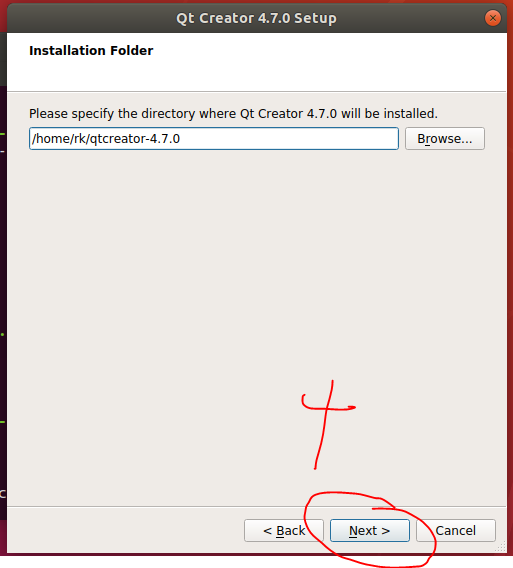 Qt Creator 4.7.0 Setup
Installation Folder
Please specify the directory where Qt Creator 4.7.0 will be installed.
/home/rk/qtcreator-4.7.0
Browse...
4
< Back
Next >
Cancel